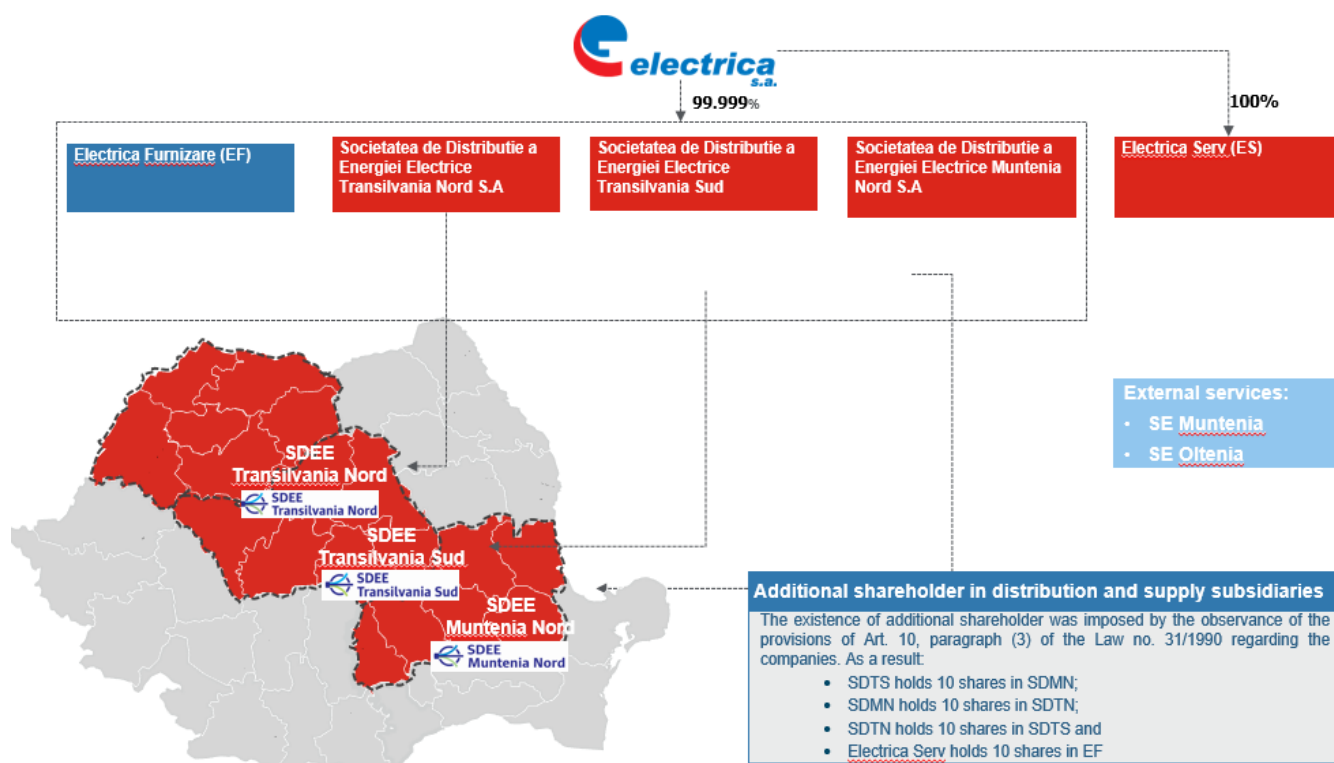 electrica
s.a.
99.999%
100%
Electrica Furnizare (EF)
Societatea de Distributie a
Energiei Electrice
Transilvania Nord S.A
Societatea de Distributie a
Energiei Electrice
Transilvania Sud
Societatea de Distributie a
Energiei Electrice Muntenia
Nord S.A
Electrica Serv (ES)
External services:
• SE Muntenia
• SE Oltenia
SDEE
Transilvania Nord
SDEE
Transilvania Nord
SDEE
Transilvania Sud
SDEE
Transilvania Sud
SDEE
Muntenia Nord
SDEE
Muntenia Nord
Additional shareholder in distribution and supply subsidiaries
The existence of additional shareholder was imposed by the observance of the
provisions of Art. 10, paragraph (3) of the Law no. 31/1990 regarding the
companies. As a result:
• SDTS holds 10 shares in SDMN;
• SDMN holds 10 shares in SDTN;
• SDTN holds 10 shares in SDTS and
• Electrica Serv holds 10 shares in EF